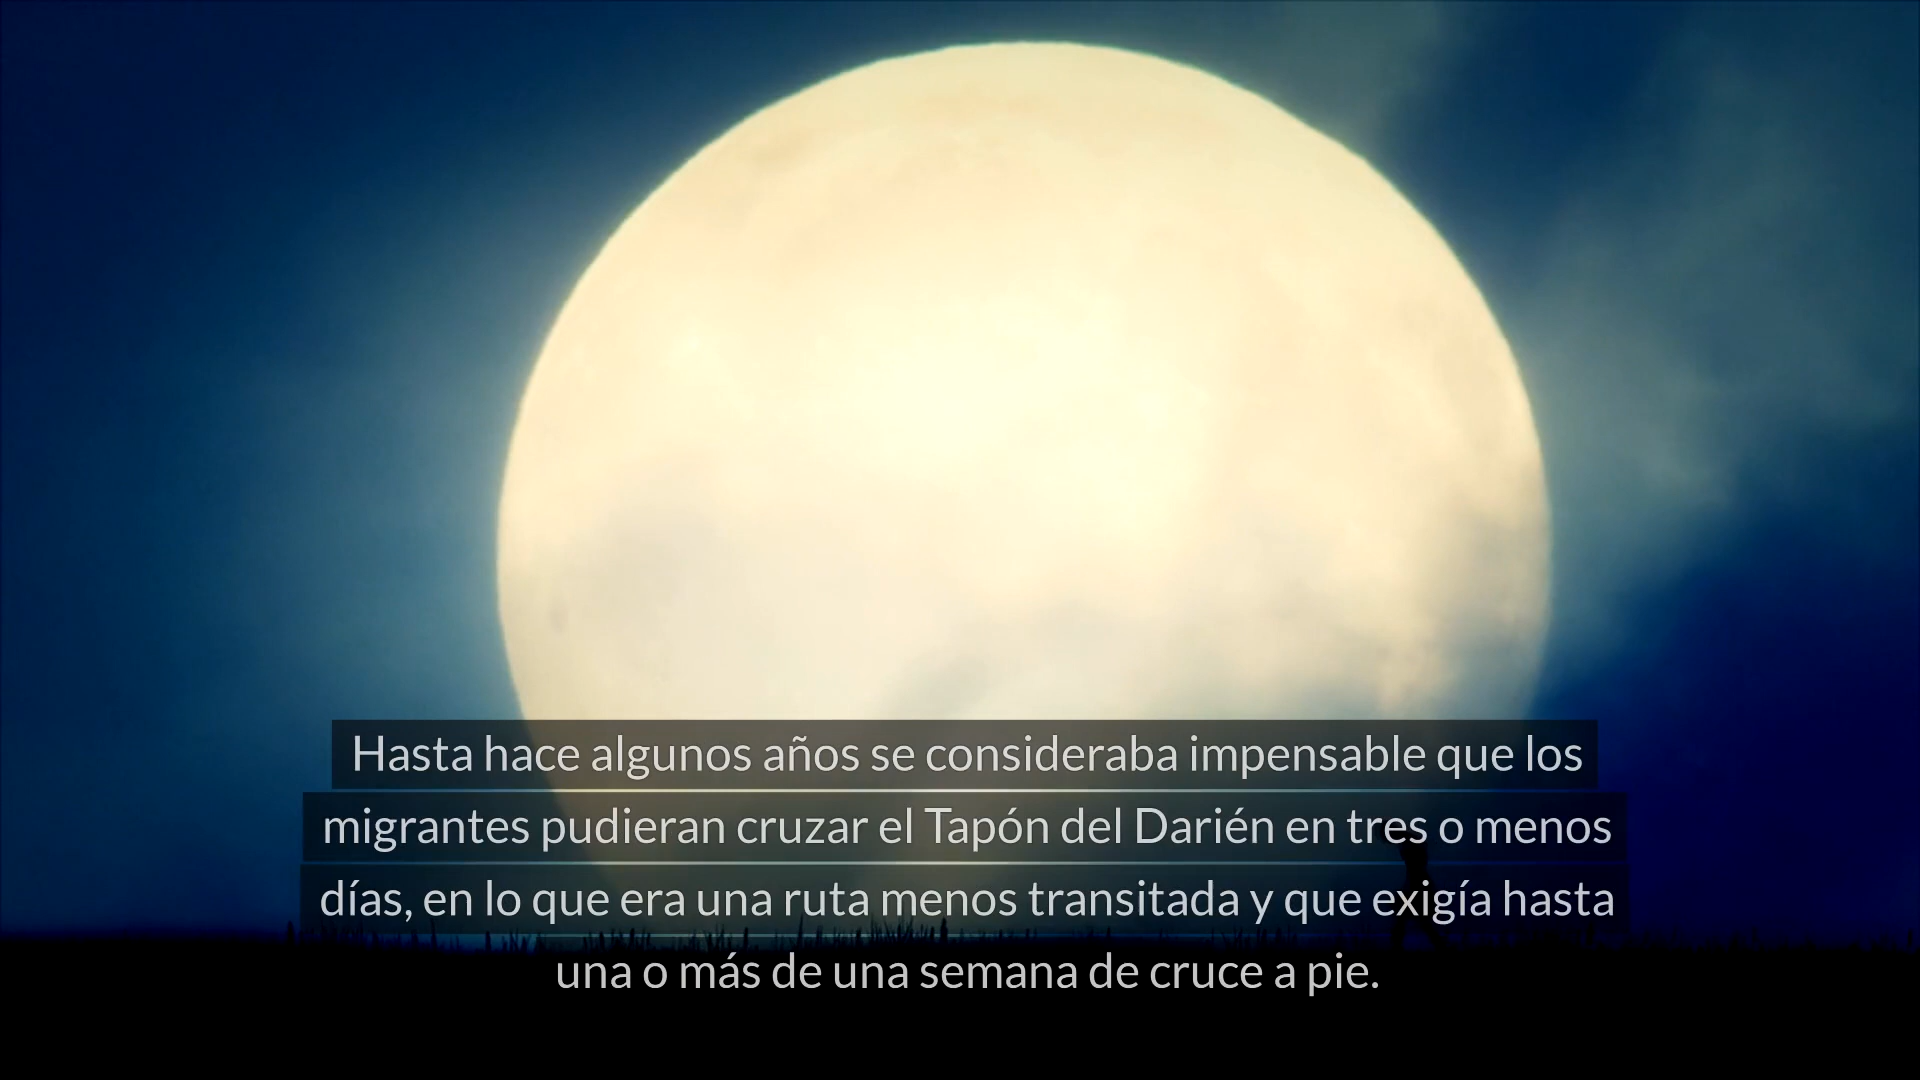 Hasta hace algunos años se consideraba impensable que los
migrantes pudieran cruzar el Tapón del Darién en tres o menos
días, en lo que era una ruta menos transitada y que exigía hasta
una o más de una semana de cruce a pie.